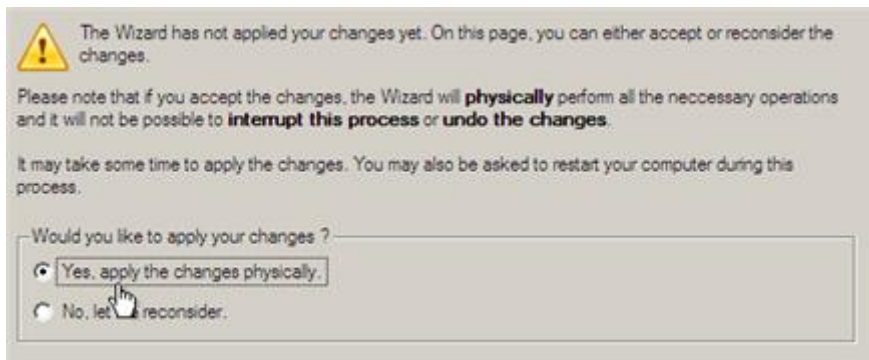 The Wizard has not applied your changes yet. On this page, you can either accept or reconsider the
changes.
Please note that if you accept the changes, the Wizard will physically perform all the neccessary operations
and it will not be possible to interrupt this process or undo the changes.
It may take some time to apply the changes. You may also be asked to restart your computer during this
process.
Would you like to apply your changes ?
Yes, apply the changes physically.
No, let reconsider.